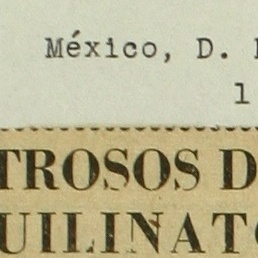 México, D.
1
TROSOS D
UILINAT